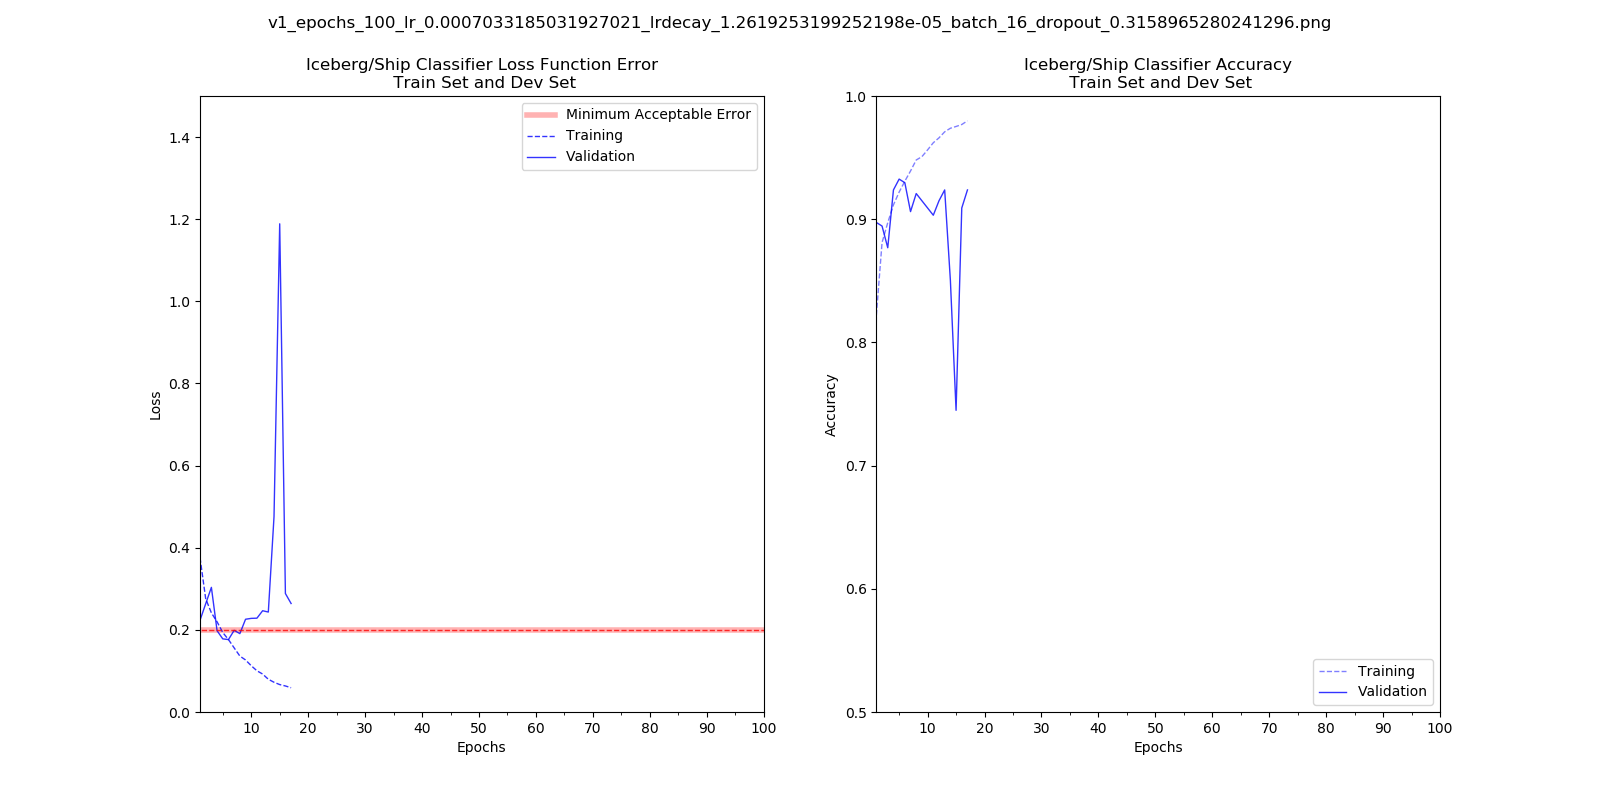 v1_epochs_100_lr_0.0007033185031927021_lrdecay_1.2619253199252198e-05_batch_16_dropout_0.3158965280241296.png
Iceberg/Ship Classifier Loss Function Error
Train Set and Dev Set
Minimum Acceptable Error
Training
Validation
1.4
1.2
1.0
0.8
0.6
0.4
0.2
0.0
Loss
10 20 30 40 50 60 70 80 90 100
Epochs
Iceberg/Ship Classifier Accuracy
Train Set and Dev Set
1.0
0.9
0.8
0.7
0.6
0.5
Accuracy
Training
Validation
10 20 30 40 50 60 70 80 90 100
Epochs